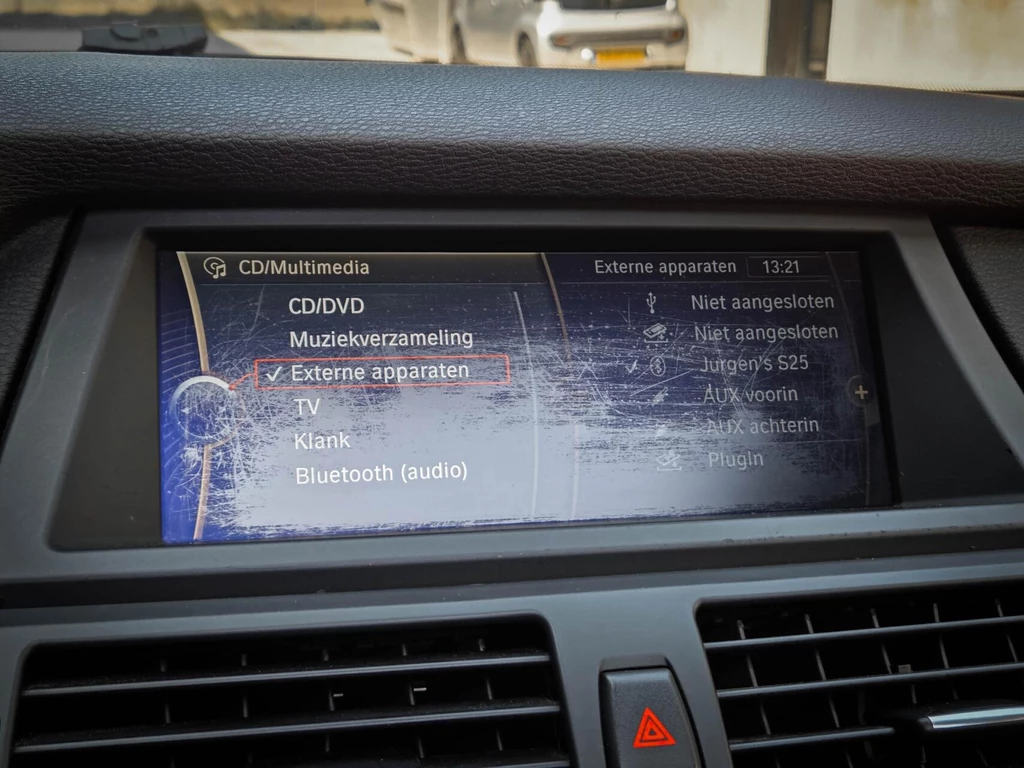 CD/Multimedia
Externe apparaten 13:21
CD/DVD
Muziekverzameling
Externe apparaten
TV
Klank
Bluetooth (audio)
Niet aangesloten
Niet aangesloten
Jurgen's S25
AUX voorin
AUX achterin
PlugIn